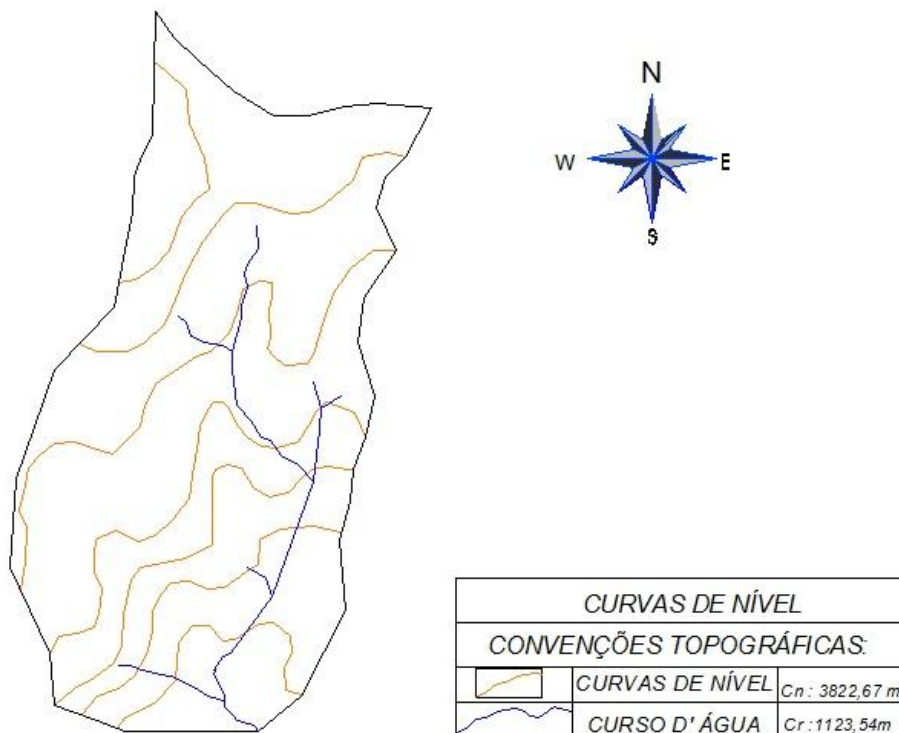 N
W E
S
CURVAS DE NÍVEL
CONVENÇÕES TOPOGRÁFICAS:
CURVAS DE NÍVEL Cn : 3822,67 m
CURSO D' ÁGUA Cr :1123,54m